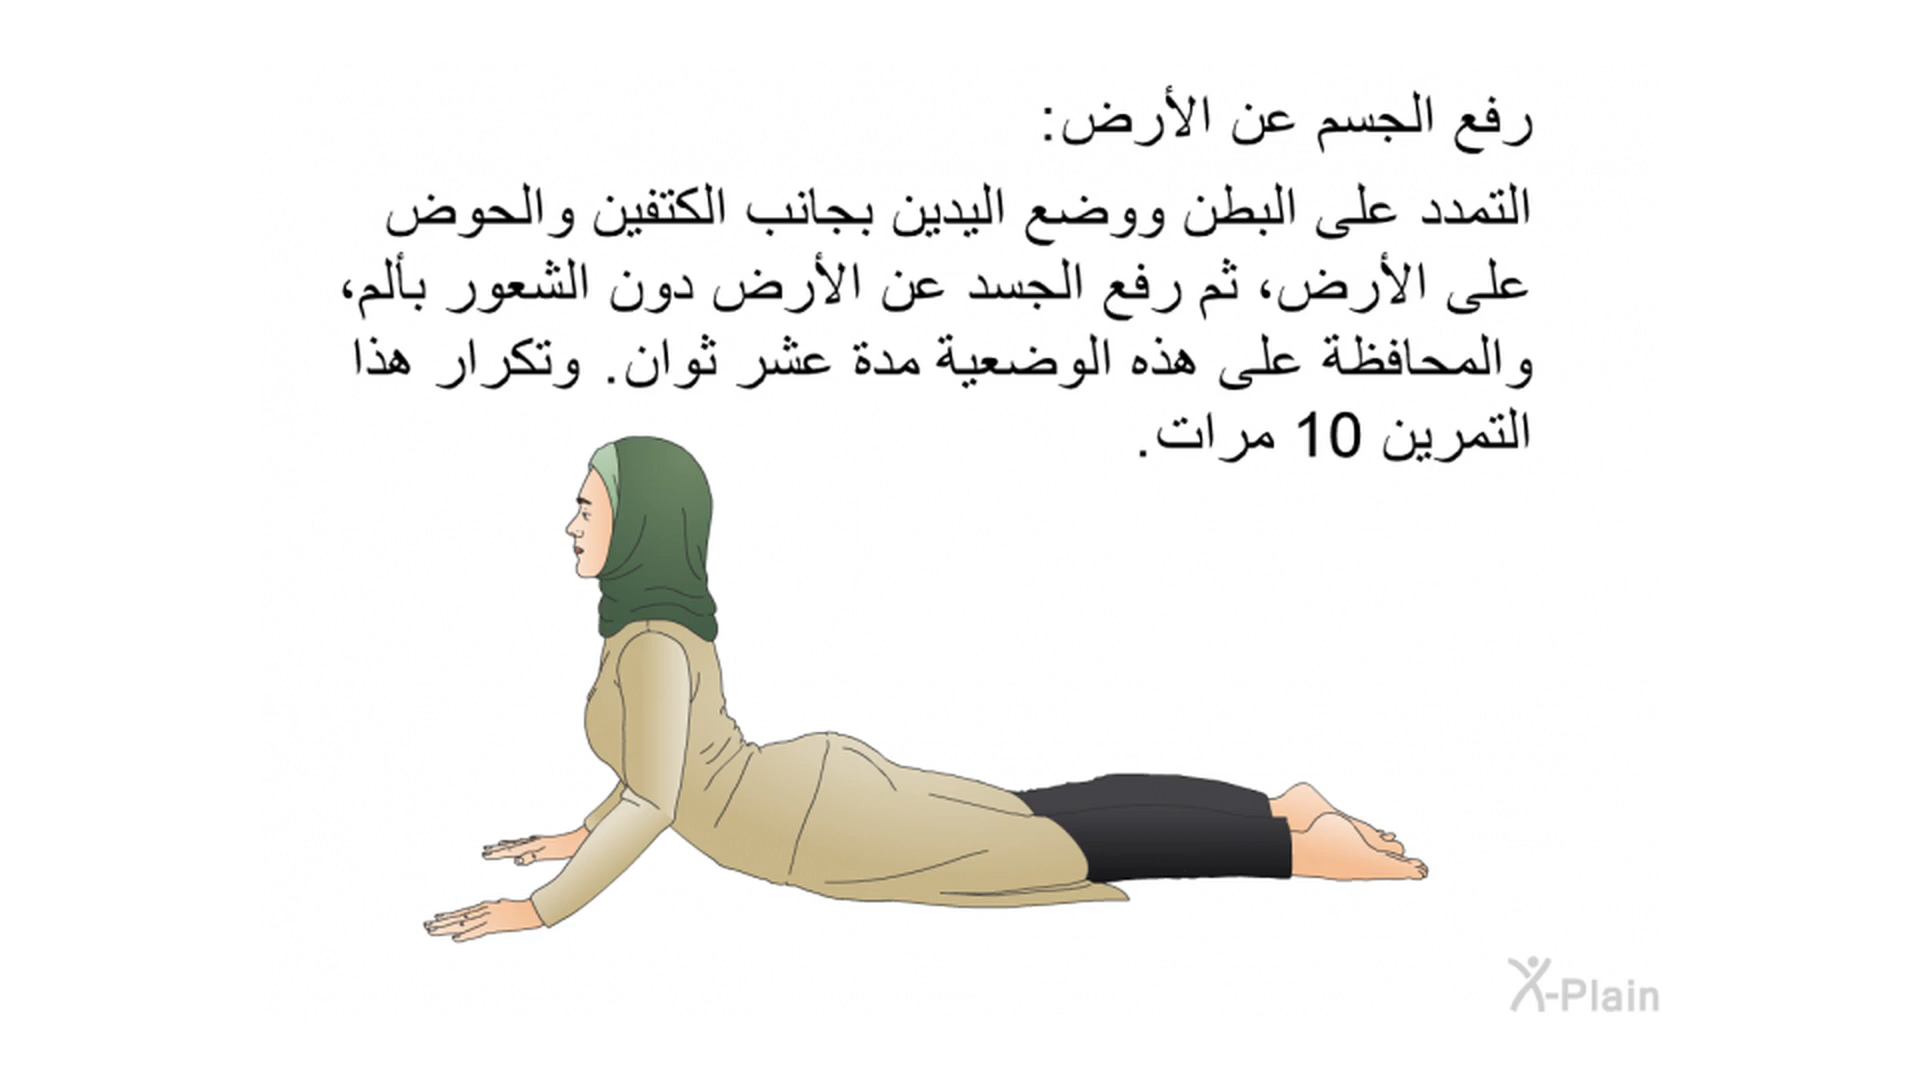 رفع الجسم عن الأرض:
التمدد على البطن ووضع اليدين بجانب الكتفين والحوض
على الأرض، ثم رفع الجسد عن الأرض دون الشعور بألم،
والمحافظة على هذه الوضعية مدة عشر ثوان. وتكرار هذا
التمرين 10 مرات.
X-Plain